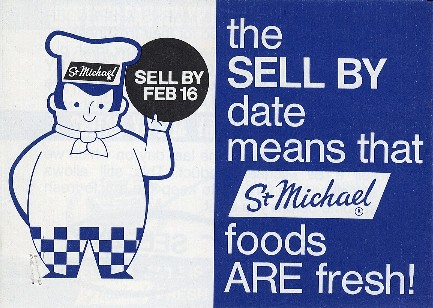 St Michael
SELL BY
FEB 16
the
SELL BY
date
means that
St Michael
®
foods
ARE fresh!